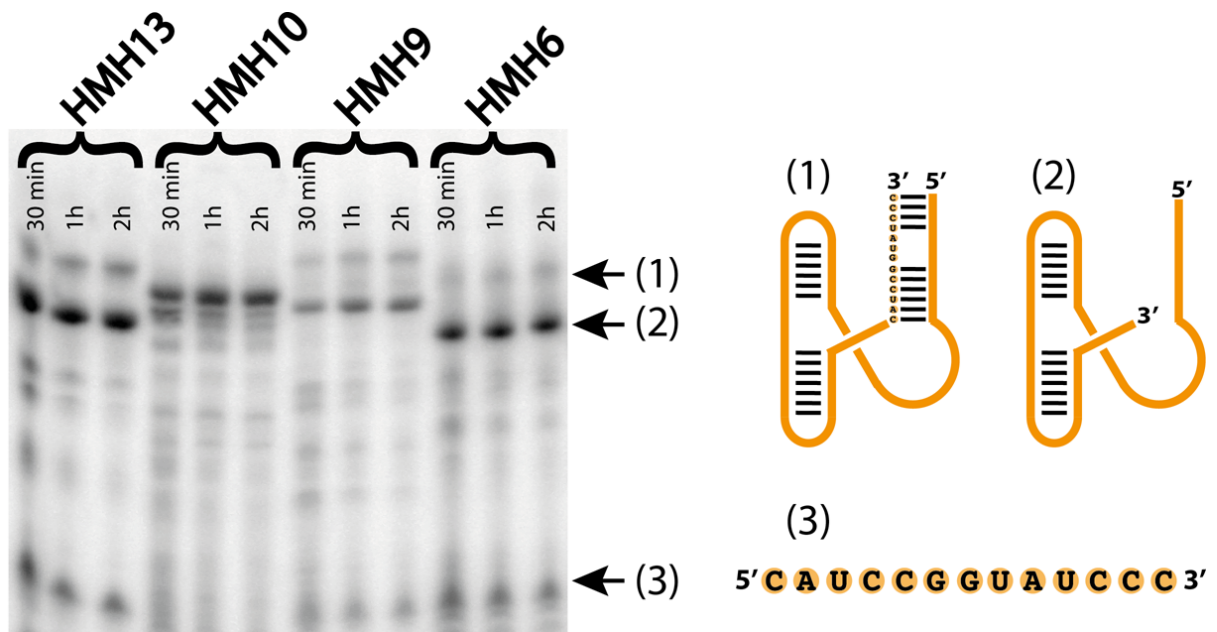 HMH13 HMH10 HMH9 HMH6
30 min 1h 2h 30 min 1h 2h 30 min 1h 2h 30 min 1h 2h
(1)
(2)
(3)
(1)
3′ 5′
CCCUAUGGCCUAC
(2)
5′
3′
(3)
5′ C A U C C G G U A U C C C 3′